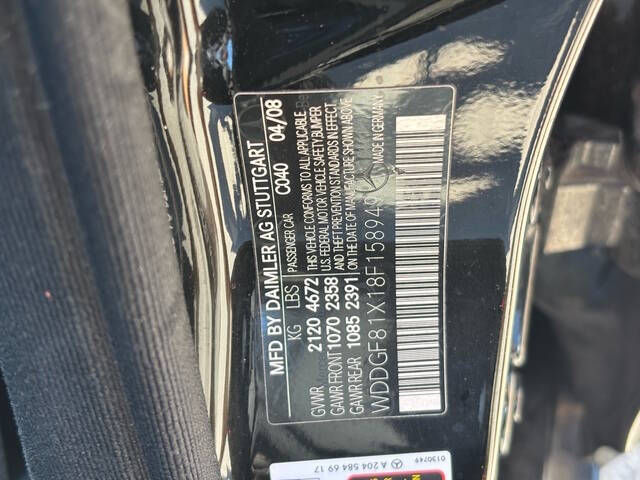 MFD BY DAIMLER AG STUTTGART
C040 04/08
KG LBS PASSENGER CAR
GVWR 2120 4672 THIS VEHICLE CONFORMS TO ALL APPLICABLE
U.S. FEDERAL MOTOR VEHICLE SAFETY, BUMPER
GAWR FRONT 1070 2358 AND THEFT PREVENTION STANDARDS IN EFFECT
GAWR REAR 1085 2391 ON THE DATE OF MANUFACTURE SHOWN ABOVE
WDDGF81X18F15894
MADE IN GERMANY
0130749
A 204 584 69 17